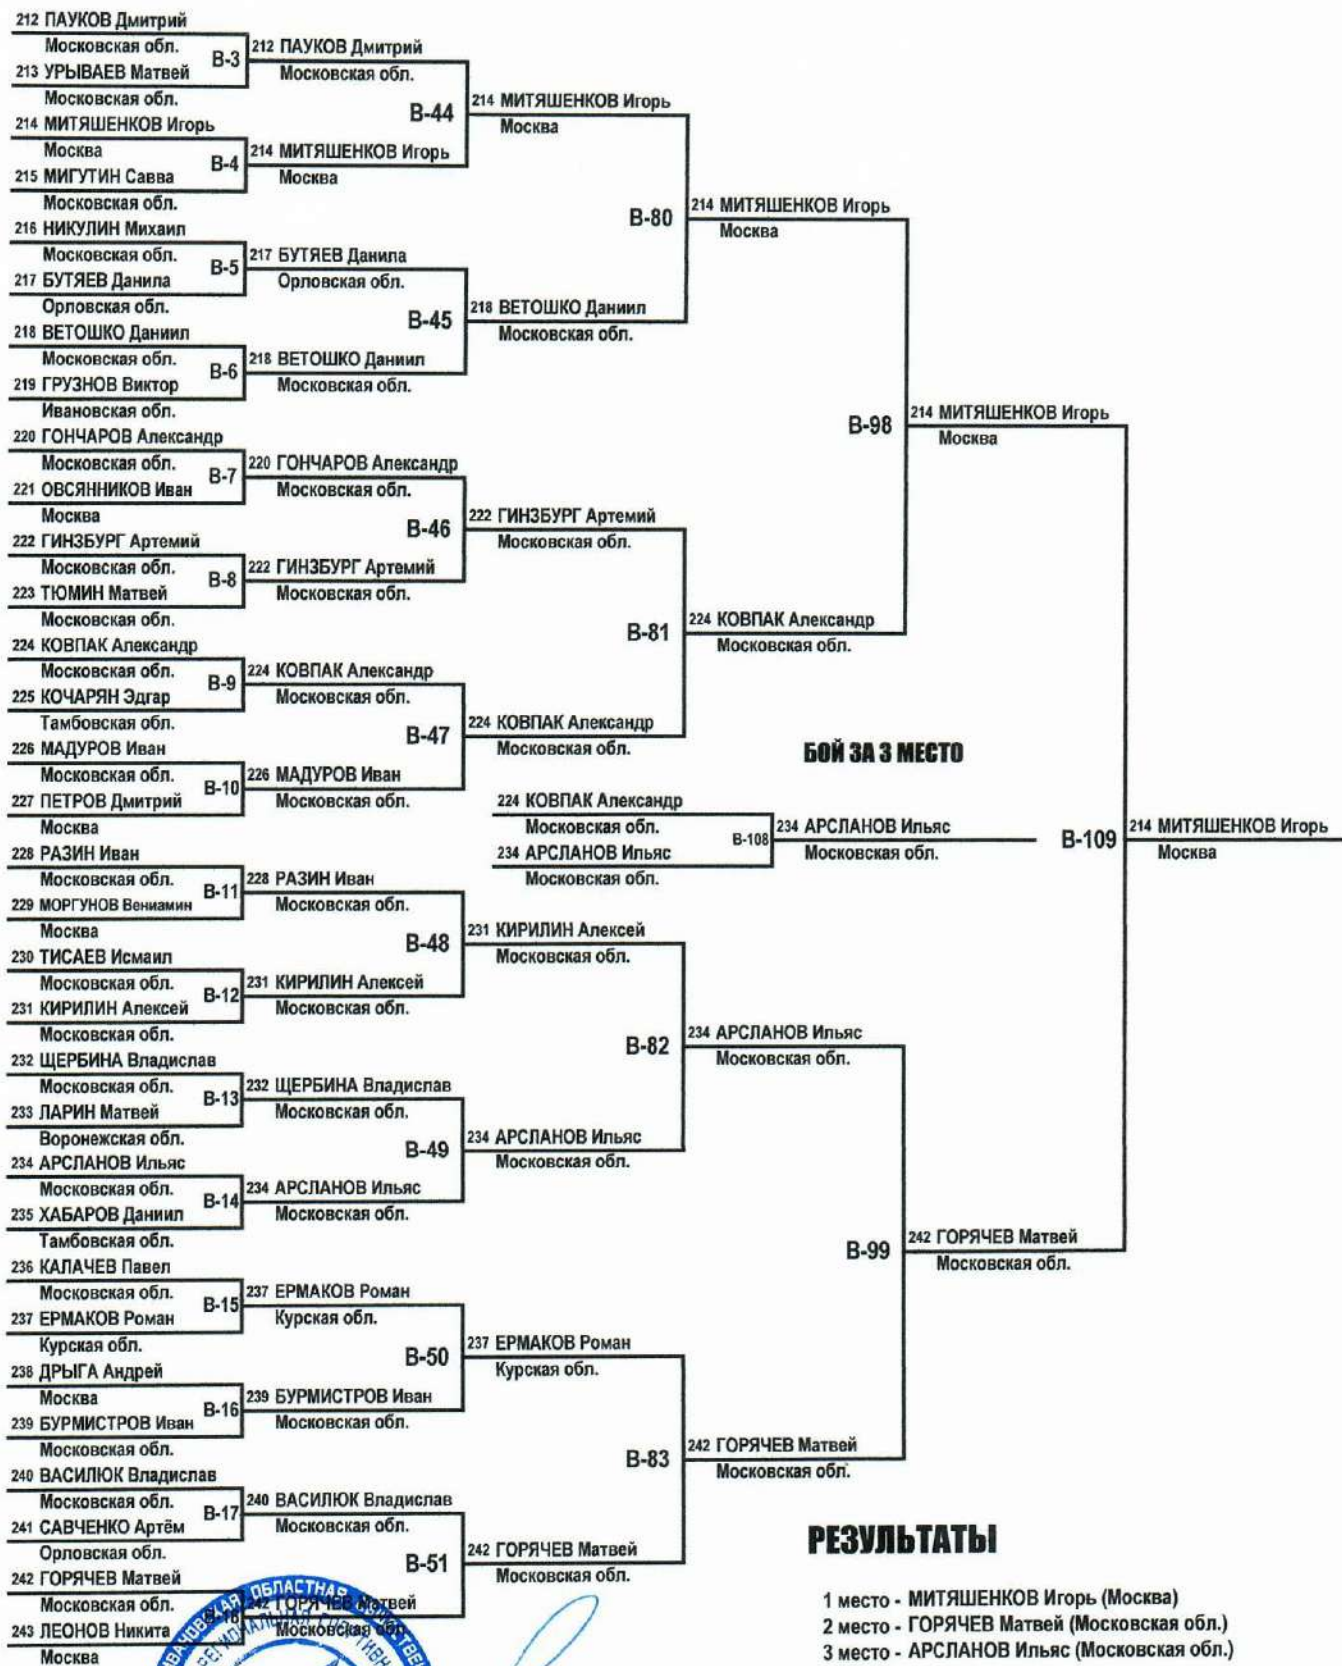 212 ПАУКОВ Дмитрий
Московская обл.
213 УРЫВАЕВ Матвей
Московская обл.
214 МИТЯШЕНКОВ Игорь
Москва
215 МИГУТИН Савва
Московская обл.
216 НИКУЛИН Михаил
Московская обл.
217 БУТЯЕВ Данила
Орловская обл.
218 ВЕТОШКО Даниил
Московская обл.
219 ГРУЗНОВ Виктор
Ивановская обл.
220 ГОНЧАРОВ Александр
Московская обл.
221 ОВСЯННИКОВ Иван
Москва
222 ГИНЗБУРГ Артемий
Московская обл.
223 ТЮМИН Матвей
Московская обл.
224 КОВПАК Александр
Московская обл.
225 КОЧАРЯН Эдгар
Тамбовская обл.
226 МАДУРОВ Иван
Московская обл.
227 ПЕТРОВ Дмитрий
Москва
228 РАЗИН Иван
Московская обл.
229 МОРГУНОВ Вениамин
Москва
230 ТИСАЕВ Исмаил
Московская обл.
231 КИРИЛИН Алексей
Московская обл.
232 ЩЕРБИНА Владислав
Московская обл.
233 ЛАРИН Матвей
Воронежская обл.
234 АРСЛАНОВ Ильяс
Московская обл.
235 ХАБАРОВ Даниил
Тамбовская обл.
236 КАЛАЧЕВ Павел
Московская обл.
237 ЕРМАКОВ Роман
Курская обл.
238 ДРЫГА Андрей
Москва
239 БУРМИСТРОВ Иван
Московская обл.
240 ВАСИЛЮК Владислав
Московская обл.
241 САВЧЕНКО Артём
Орловская обл.
242 ГОРЯЧЕВ Матвей
Московская обл.
243 ЛЕОНОВ Никита
Москва
B-3
B-4
B-5
B-6
B-7
B-8
B-9
B-10
B-11
B-12
B-13
B-14
B-15
B-16
B-17
B-18
212 ПАУКОВ Дмитрий
Московская обл.
214 МИТЯШЕНКОВ Игорь
Москва
217 БУТЯЕВ Данила
Орловская обл.
218 ВЕТОШКО Даниил
Московская обл.
220 ГОНЧАРОВ Александр
Московская обл.
222 ГИНЗБУРГ Артемий
Московская обл.
224 КОВПАК Александр
Московская обл.
226 МАДУРОВ Иван
Московская обл.
228 РАЗИН Иван
Московская обл.
231 КИРИЛИН Алексей
Московская обл.
232 ЩЕРБИНА Владислав
Московская обл.
234 АРСЛАНОВ Ильяс
Московская обл.
237 ЕРМАКОВ Роман
Курская обл.
239 БУРМИСТРОВ Иван
Московская обл.
240 ВАСИЛЮК Владислав
Московская обл.
242 ГОРЯЧЕВ Матвей
Московская обл.
B-44
B-45
B-46
B-47
B-48
B-49
B-50
B-51
214 МИТЯШЕНКОВ Игорь
Москва
218 ВЕТОШКО Даниил
Московская обл.
222 ГИНЗБУРГ Артемий
Московская обл.
224 КОВПАК Александр
Московская обл.
231 КИРИЛИН Алексей
Московская обл.
234 АРСЛАНОВ Ильяс
Московская обл.
237 ЕРМАКОВ Роман
Курская обл.
242 ГОРЯЧЕВ Матвей
Московская обл.
B-80
B-81
B-82
B-83
214 МИТЯШЕНКОВ Игорь
Москва
224 КОВПАК Александр
Московская обл.
234 АРСЛАНОВ Ильяс
Московская обл.
242 ГОРЯЧЕВ Матвей
Московская обл.
B-98
B-99
214 МИТЯШЕНКОВ Игорь
Москва
242 ГОРЯЧЕВ Матвей
Московская обл.
B-109
214 МИТЯШЕНКОВ Игорь
Москва
БОЙ ЗА 3 МЕСТО
224 КОВПАК Александр
Московская обл.
234 АРСЛАНОВ Ильяс
Московская обл.
B-108
234 АРСЛАНОВ Ильяс
Московская обл.
РЕЗУЛЬТАТЫ
1 место - МИТЯШЕНКОВ Игорь (Москва)
2 место - ГОРЯЧЕВ Матвей (Московская обл.)
3 место - АРСЛАНОВ Ильяс (Московская обл.)
ОБЛАСТНАЯ